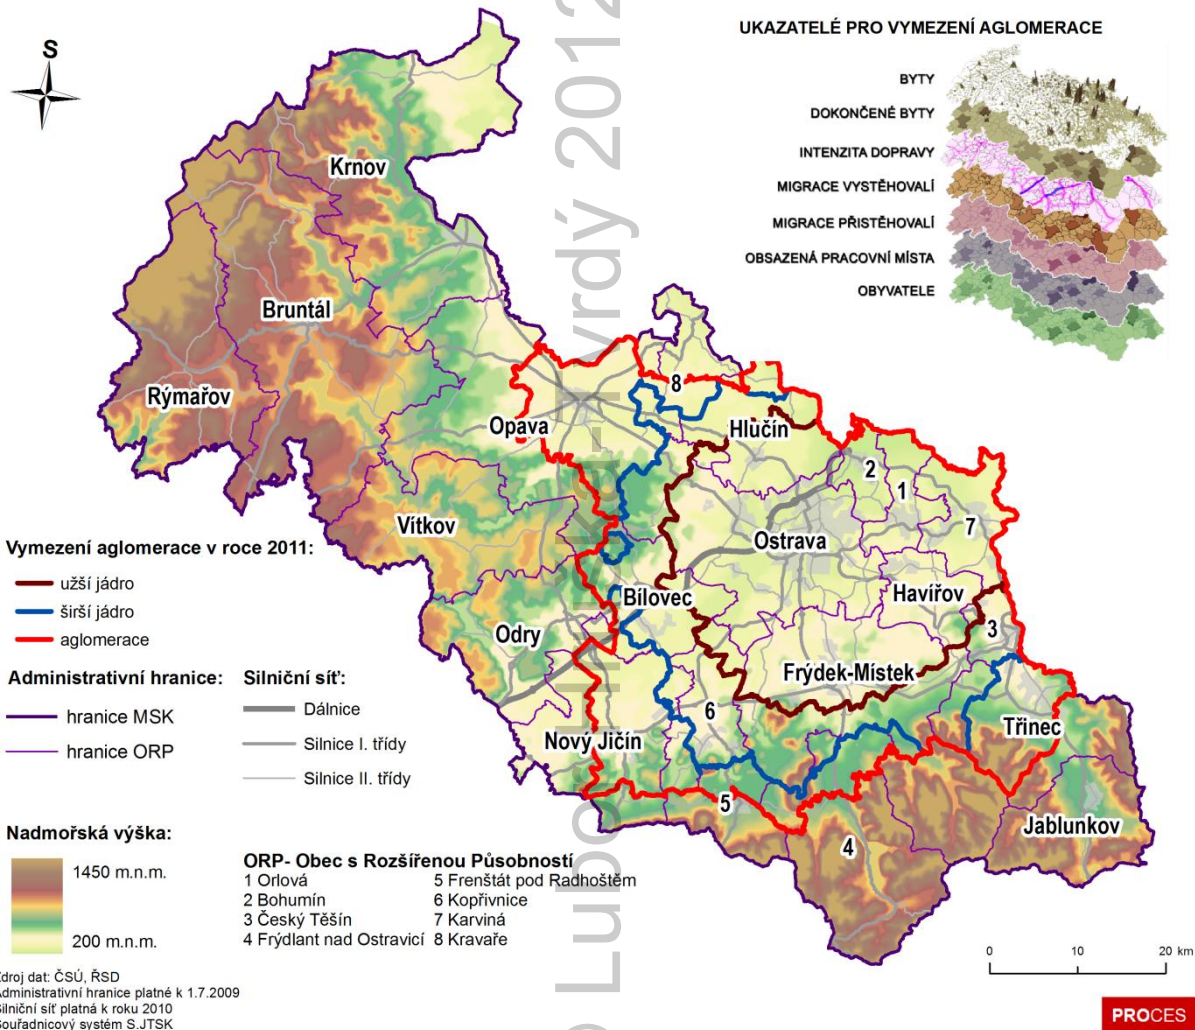 UKAZATELÉ PRO VYMEZENÍ AGLOMERACE
BYTY
DOKONČENÉ BYTY
INTENZITA DOPRAVY
MIGRACE VYSTĚHOVALÍ
MIGRACE PŘISTĚHOVALÍ
OBSAZENÁ PRACOVNÍ MÍSTA
OBYVATELE
S
Krnov
Bruntál
Rýmařov
8
Opava
Hlučín
2
1
7
Vítkov
Ostrava
Bílovec
Havířov
Odry
3
Frýdek-Místek
6
Nový Jičín
Třinec
5
4
Jablunkov
Vymezení aglomerace v roce 2011:
užší jádro
širší jádro
aglomerace
Administrativní hranice:
hranice MSK
hranice ORP
Silniční síť:
Dálnice
Silnice I. třídy
Silnice II. třídy
Nadmořská výška:
1450 m.n.m.
200 m.n.m.
ORP- Obec s Rozšířenou Působností
1 Orlová
2 Bohumín
3 Český Těšín
4 Frýdlant nad Ostravicí
5 Frenštát pod Radhoštěm
6 Kopřivnice
7 Karviná
8 Kravaře
Zdroj dat: ČSÚ, ŘSD
Administrativní hranice platné k 1.7.2009
Silniční síť platná k roku 2010
Souřadnicový systém S.JTSK
0 10 20 km
PROCES
2012